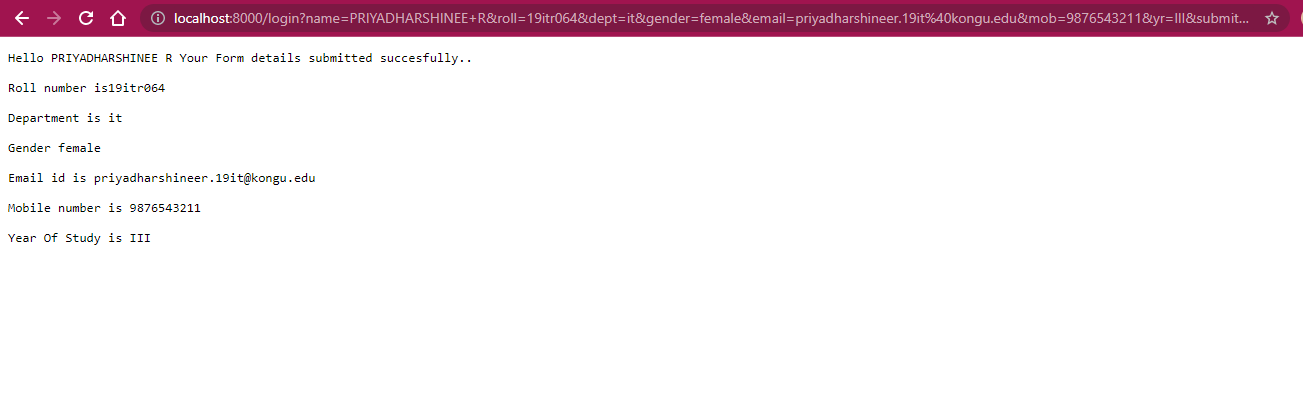 localhost:8000/login?name=PRIYADHARSHINEE+R&roll=19itr064&dept=it&gender=female&email=priyadharshineer.19it%40kongu.edu&mob=9876543211&yr=III&submit...
Hello PRIYADHARSHINEE R Your Form details submitted succesfully..
Roll number is19itr064
Department is it
Gender female
Email id is priyadharshineer.19it@kongu.edu
Mobile number is 9876543211
Year Of Study is III